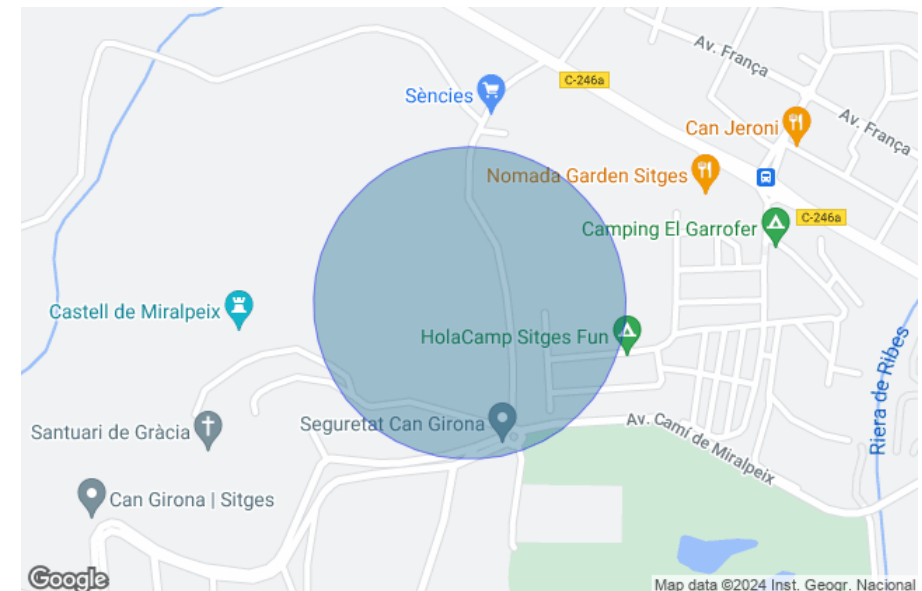 Av. França
C-246a
Sències
Can Jeroni
Av. França
Nomada Garden Sitges
C-246a
Camping El Garrofer
Castell de Miralpeix
HolaCamp Sitges Fun
Riera de Ribes
Seguretat Can Girona
Av. Camí de Miralpeix
Santuari de Gràcia
Can Girona | Sitges
Google
Map data ©2024 Inst. Geogr. Nacional